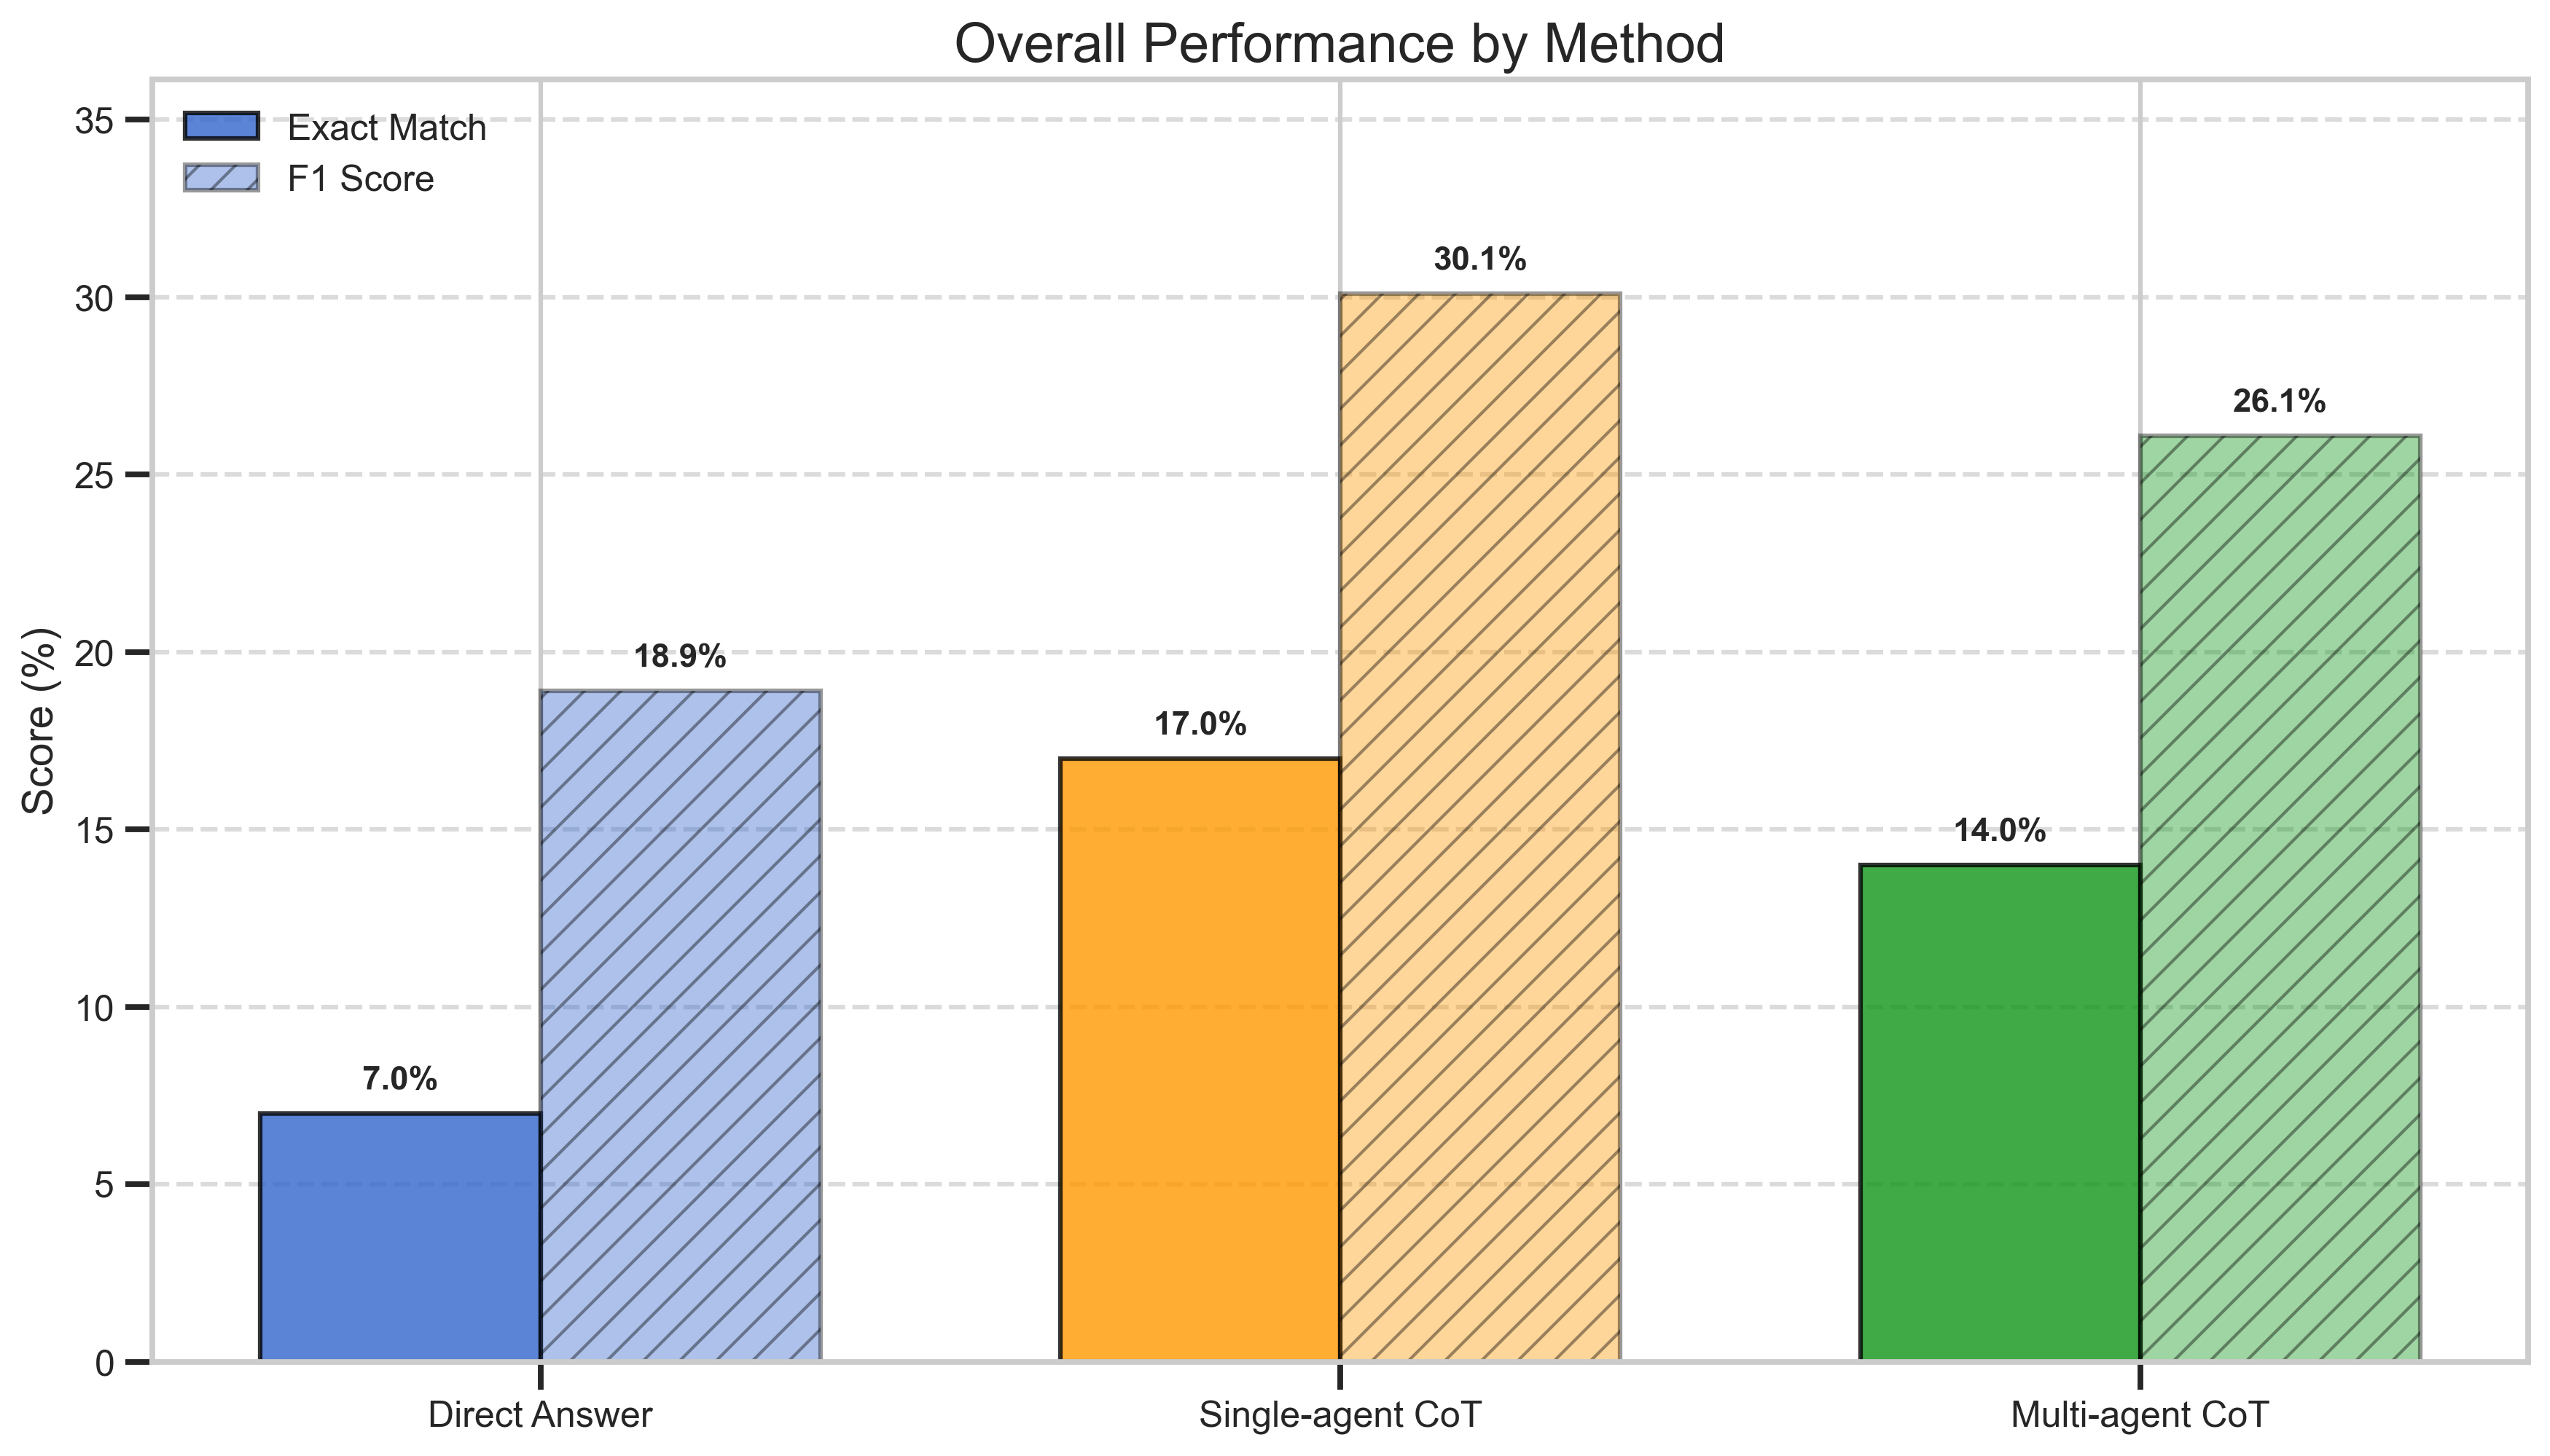 Overall Performance by Method
Exact Match
F1 Score
Score (%)
35
30
25
20
15
10
5
0
7.0%
18.9%
17.0%
30.1%
14.0%
26.1%
Direct Answer
Single-agent CoT
Multi-agent CoT